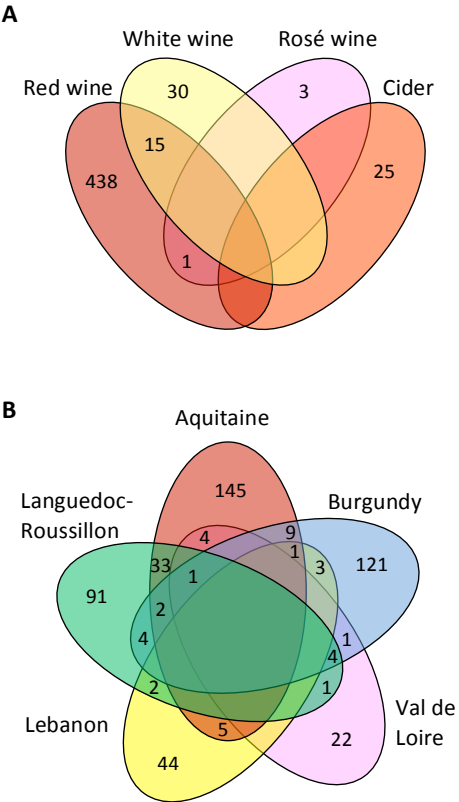 A
White wine Rosé wine
Red wine Cider
30 3
15
25
438
1
B
Aquitaine
145
Languedoc-
Roussillon
Burgundy
4 9
1
33 3 121
1
91
2
4 1
4
2 1
Lebanon
Val de
Loire
5
22
44